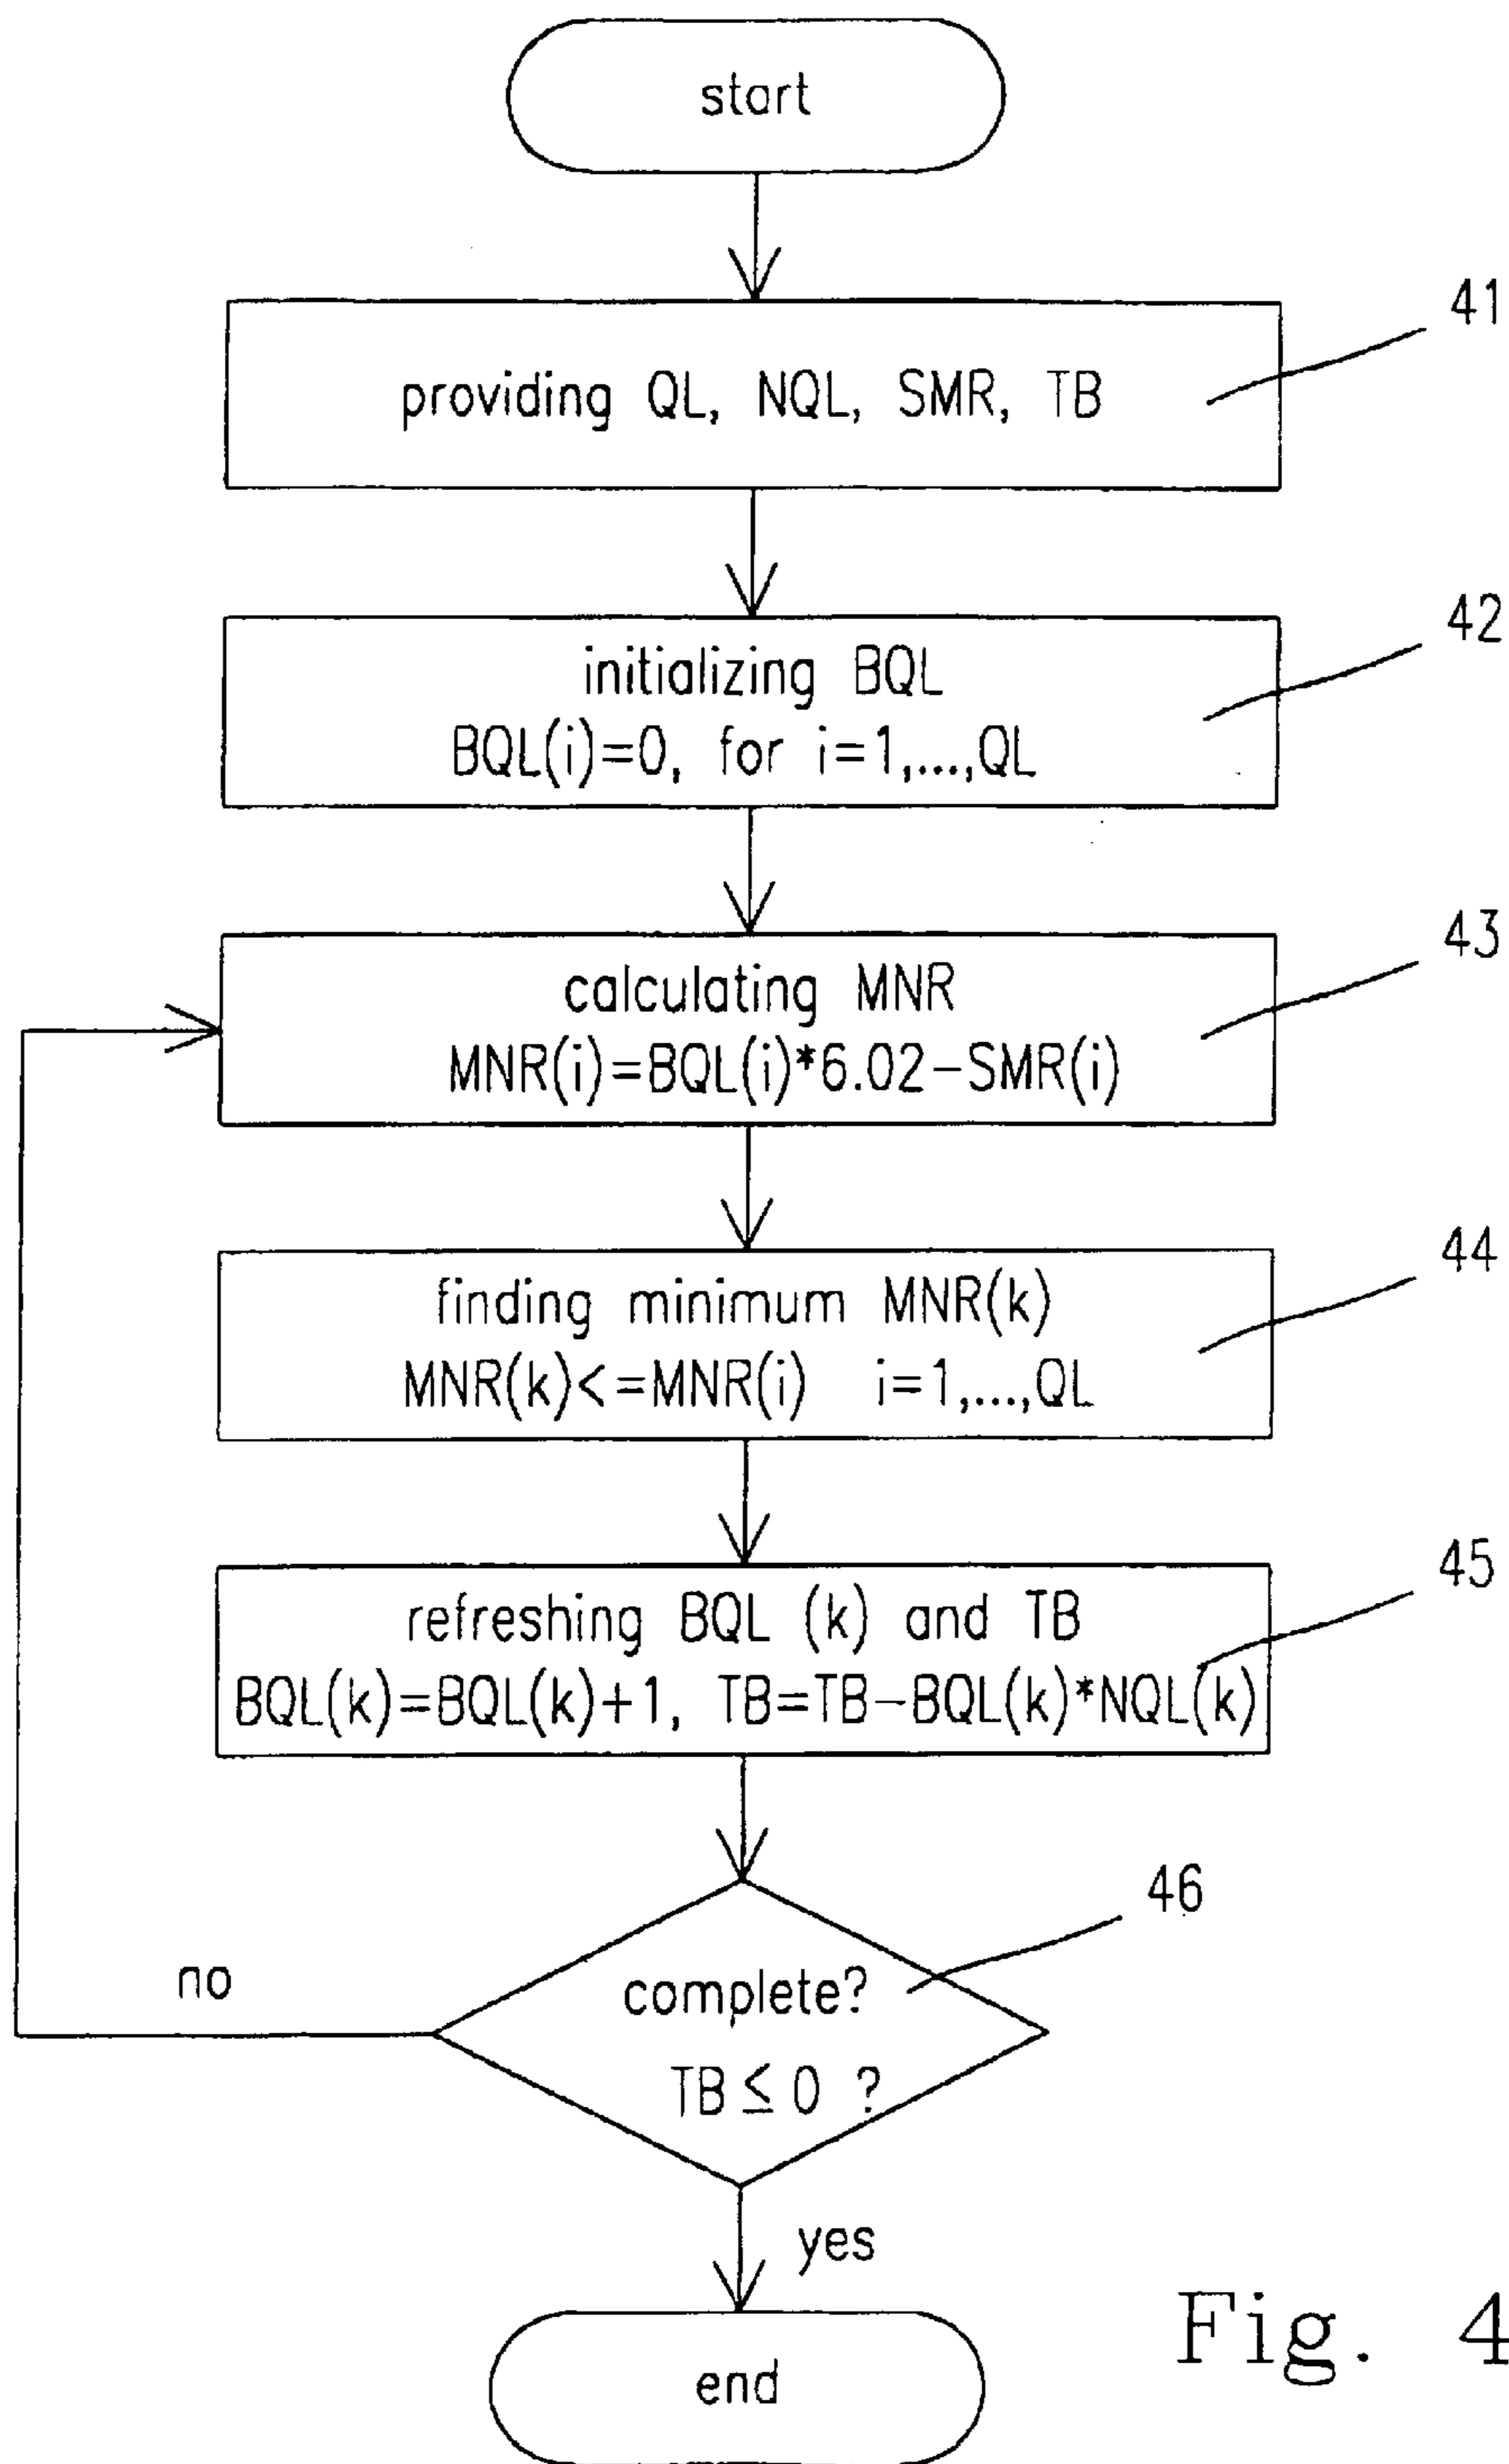 start
41
providing QL, NQL, SMR, TB
42
initializing BQL
BQL(i)=0, for i=1,...,QL
43
calculating MNR
MNR(i)=BQL(i)*6.02-SMR(i)
44
finding minimum MNR(k)
MNR(k)<=MNR(i) i=1,...,QL
45
refreshing BQL (k) and TB
BQL(k)=BQL(k)+1, TB=TB-BQL(k)*NQL(k)
46
complete?
TB≤0 ?
no
yes
end
Fig. 4